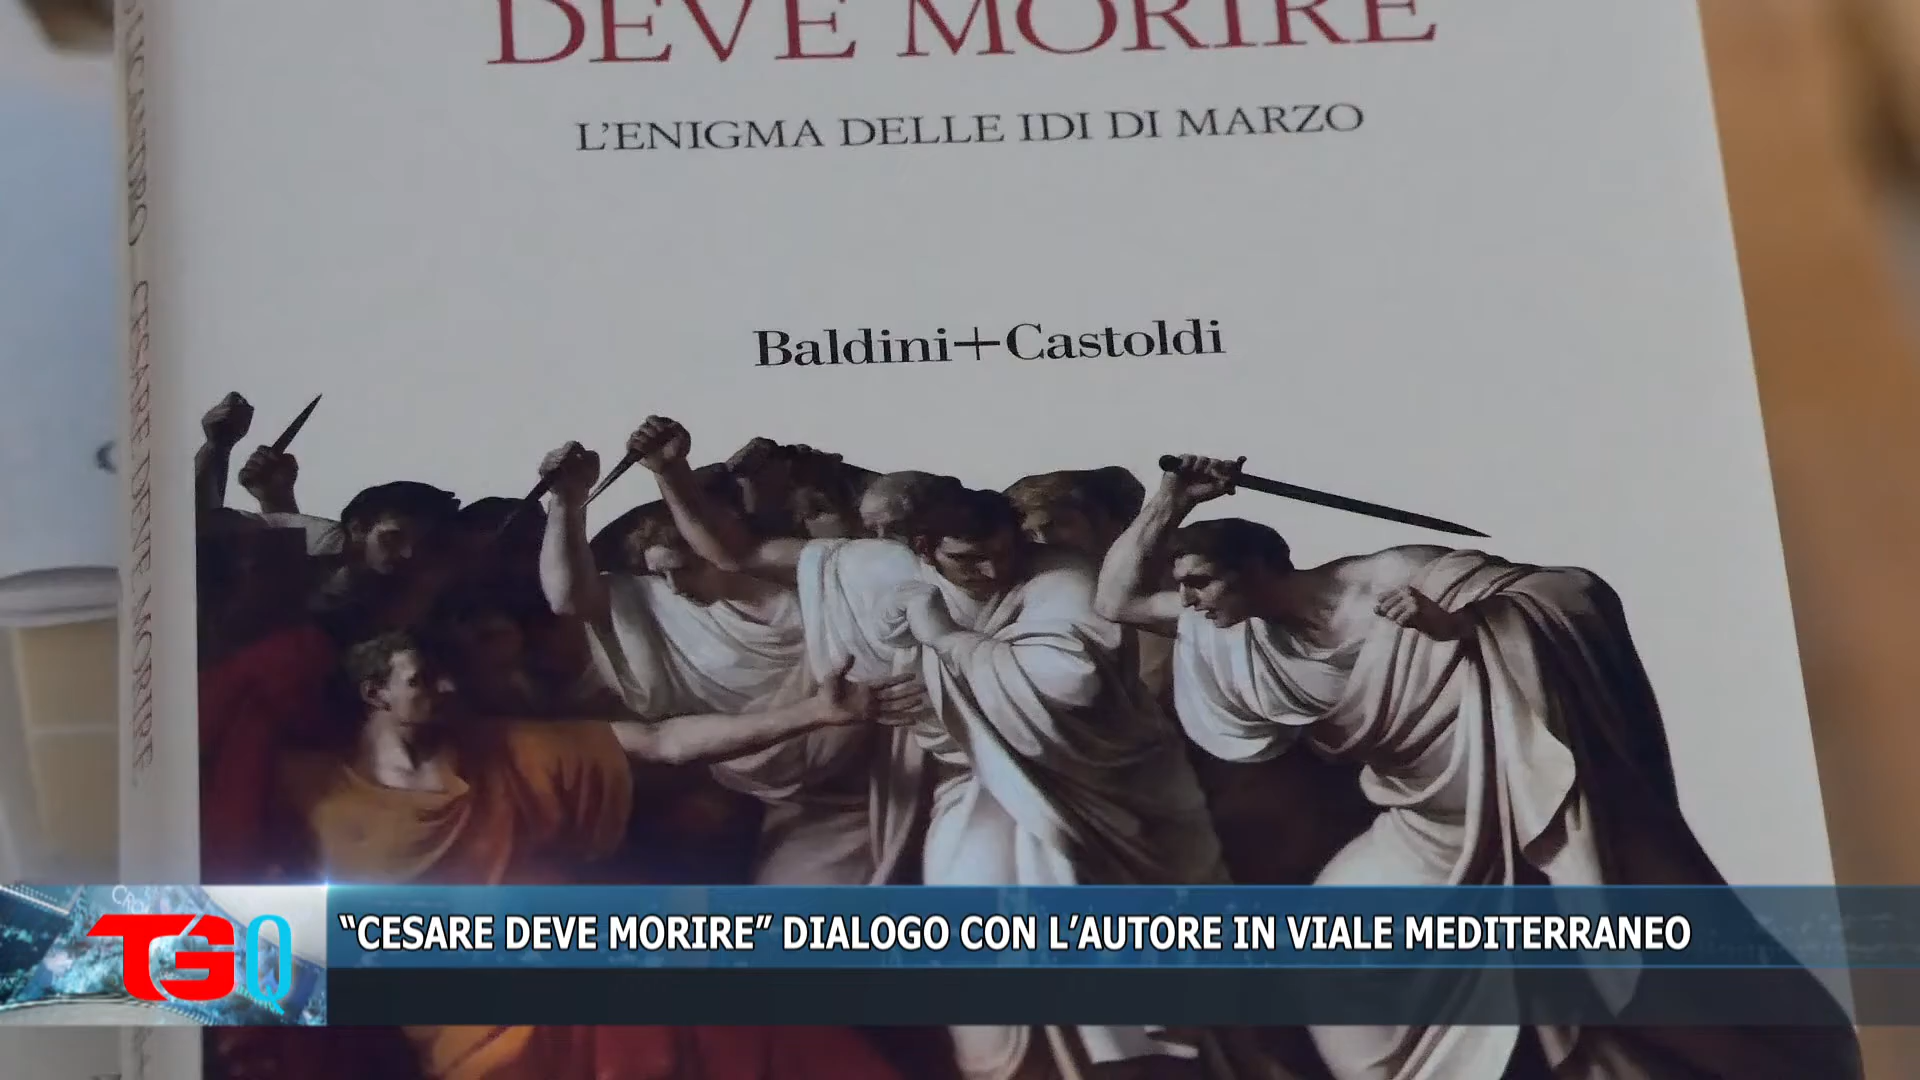 DEVE MORIRE
L'ENIGMA DELLE IDI DI MARZO
Baldini+Castoldi
CESARE DEVE MORIRE
TGQ
“CESARE DEVE MORIRE” DIALOGO CON L’AUTORE IN VIALE MEDITERRANEO